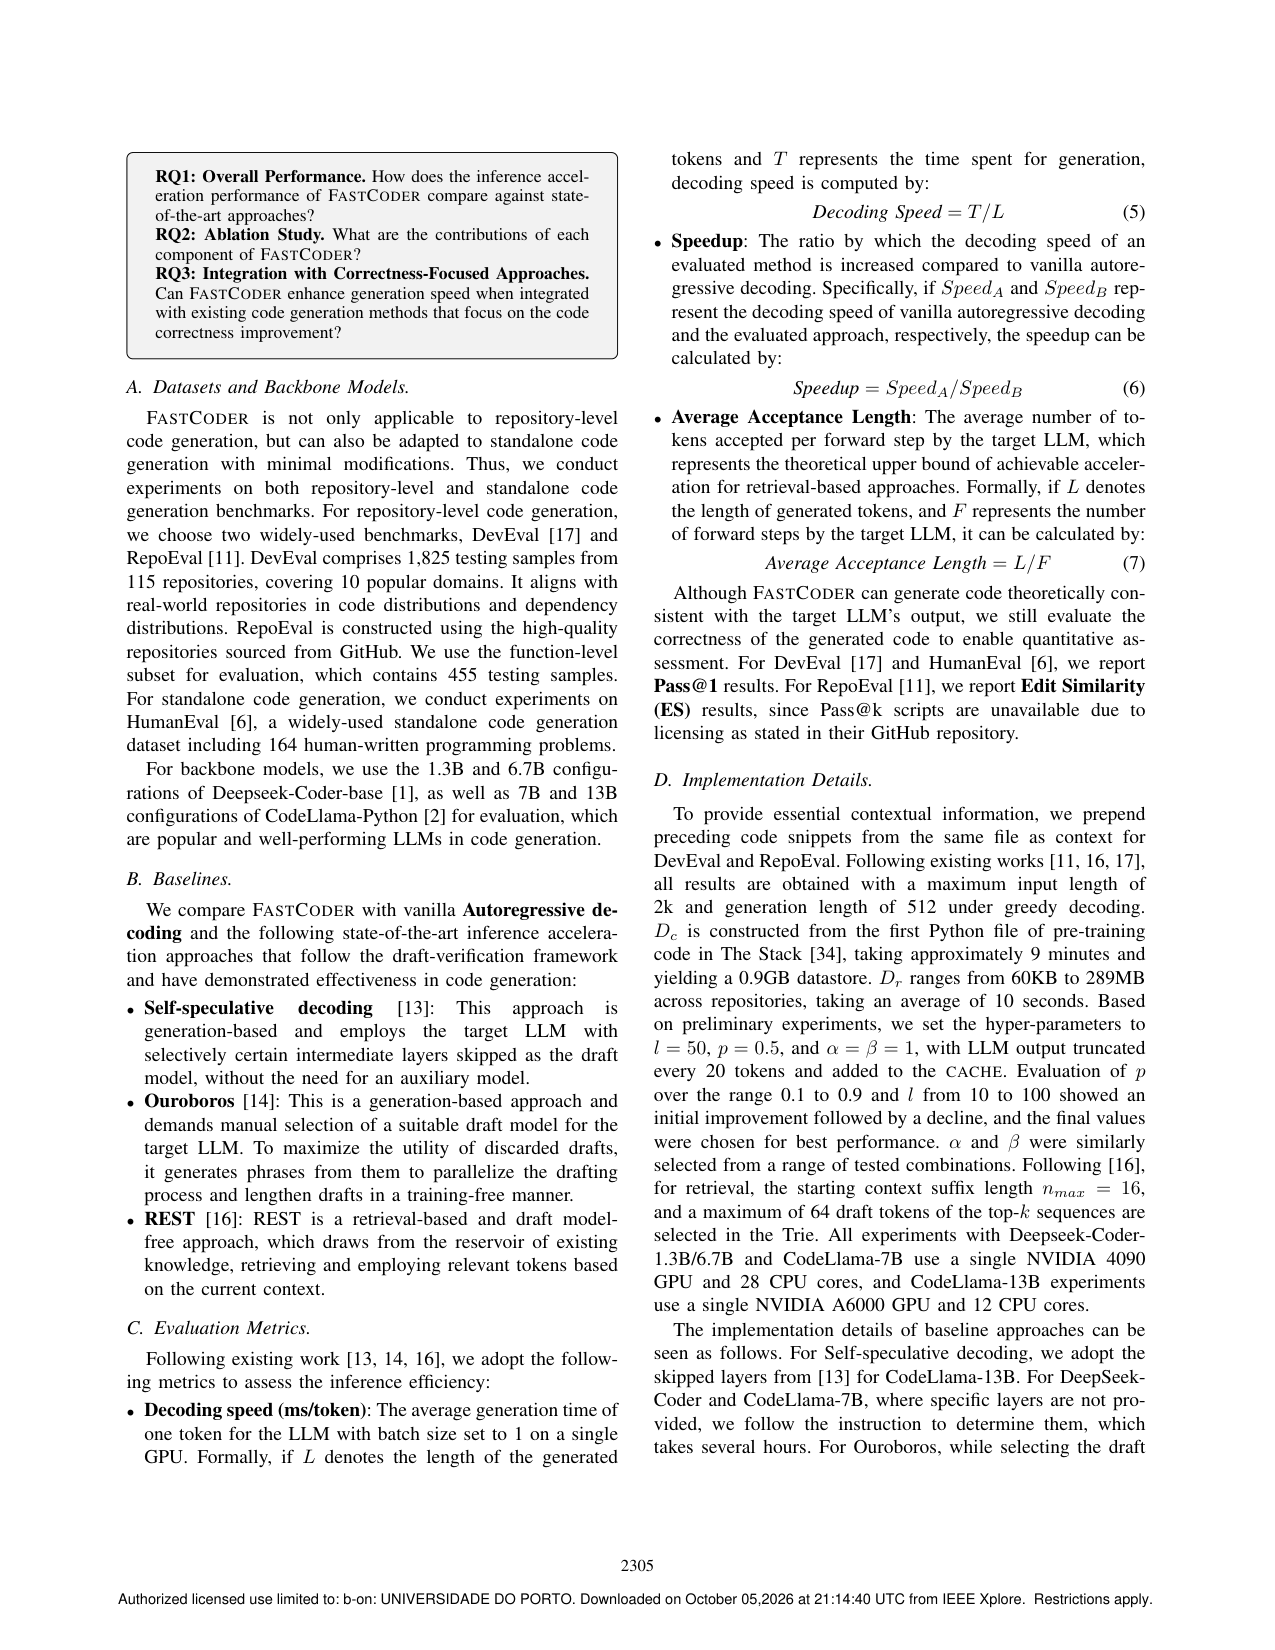 RQ1: Overall Performance. How does the inference accel-
eration performance of FASTCODER compare against state-
of-the-art approaches?
RQ2: Ablation Study. What are the contributions of each
component of FASTCODER?
RQ3: Integration with Correctness-Focused Approaches.
Can FASTCODER enhance generation speed when integrated
with existing code generation methods that focus on the code
correctness improvement?
A. Datasets and Backbone Models.
FASTCODER is not only applicable to repository-level
code generation, but can also be adapted to standalone code
generation with minimal modifications. Thus, we conduct
experiments on both repository-level and standalone code
generation benchmarks. For repository-level code generation,
we choose two widely-used benchmarks, DevEval [17] and
RepoEval [11]. DevEval comprises 1,825 testing samples from
115 repositories, covering 10 popular domains. It aligns with
real-world repositories in code distributions and dependency
distributions. RepoEval is constructed using the high-quality
repositories sourced from GitHub. We use the function-level
subset for evaluation, which contains 455 testing samples.
For standalone code generation, we conduct experiments on
HumanEval [6], a widely-used standalone code generation
dataset including 164 human-written programming problems.
For backbone models, we use the 1.3B and 6.7B configu-
rations of Deepseek-Coder-base [1], as well as 7B and 13B
configurations of CodeLlama-Python [2] for evaluation, which
are popular and well-performing LLMs in code generation.
B. Baselines.
We compare FASTCODER with vanilla Autoregressive de-
coding and the following state-of-the-art inference accelera-
tion approaches that follow the draft-verification framework
and have demonstrated effectiveness in code generation:
• Self-speculative decoding [13]: This approach is
generation-based and employs the target LLM with
selectively certain intermediate layers skipped as the draft
model, without the need for an auxiliary model.
• Ouroboros [14]: This is a generation-based approach and
demands manual selection of a suitable draft model for the
target LLM. To maximize the utility of discarded drafts,
it generates phrases from them to parallelize the drafting
process and lengthen drafts in a training-free manner.
• REST [16]: REST is a retrieval-based and draft model-
free approach, which draws from the reservoir of existing
knowledge, retrieving and employing relevant tokens based
on the current context.
C. Evaluation Metrics.
Following existing work [13, 14, 16], we adopt the follow-
ing metrics to assess the inference efficiency:
• Decoding speed (ms/token): The average generation time of
one token for the LLM with batch size set to 1 on a single
GPU. Formally, if L denotes the length of the generated
tokens and T represents the time spent for generation,
decoding speed is computed by:
Decoding Speed = T/L (5)
• Speedup: The ratio by which the decoding speed of an
evaluated method is increased compared to vanilla autore-
gressive decoding. Specifically, if Speed_A and Speed_B rep-
resent the decoding speed of vanilla autoregressive decoding
and the evaluated approach, respectively, the speedup can be
calculated by:
Speedup = Speed_A/Speed_B (6)
• Average Acceptance Length: The average number of to-
kens accepted per forward step by the target LLM, which
represents the theoretical upper bound of achievable acceler-
ation for retrieval-based approaches. Formally, if L denotes
the length of generated tokens, and F represents the number
of forward steps by the target LLM, it can be calculated by:
Average Acceptance Length = L/F (7)
Although FASTCODER can generate code theoretically con-
sistent with the target LLM's output, we still evaluate the
correctness of the generated code to enable quantitative as-
sessment. For DevEval [17] and HumanEval [6], we report
Pass@1 results. For RepoEval [11], we report Edit Similarity
(ES) results, since Pass@k scripts are unavailable due to
licensing as stated in their GitHub repository.
D. Implementation Details.
To provide essential contextual information, we prepend
preceding code snippets from the same file as context for
DevEval and RepoEval. Following existing works [11, 16, 17],
all results are obtained with a maximum input length of
2k and generation length of 512 under greedy decoding.
D_c is constructed from the first Python file of pre-training
code in The Stack [34], taking approximately 9 minutes and
yielding a 0.9GB datastore. D_r ranges from 60KB to 289MB
across repositories, taking an average of 10 seconds. Based
on preliminary experiments, we set the hyper-parameters to
l = 50, p = 0.5, and α = β = 1, with LLM output truncated
every 20 tokens and added to the CACHE. Evaluation of p
over the range 0.1 to 0.9 and l from 10 to 100 showed an
initial improvement followed by a decline, and the final values
were chosen for best performance. α and β were similarly
selected from a range of tested combinations. Following [16],
for retrieval, the starting context suffix length n_max = 16,
and a maximum of 64 draft tokens of the top-k sequences are
selected in the Trie. All experiments with Deepseek-Coder-
1.3B/6.7B and CodeLlama-7B use a single NVIDIA 4090
GPU and 28 CPU cores, and CodeLlama-13B experiments
use a single NVIDIA A6000 GPU and 12 CPU cores.
The implementation details of baseline approaches can be
seen as follows. For Self-speculative decoding, we adopt the
skipped layers from [13] for CodeLlama-13B. For DeepSeek-
Coder and CodeLlama-7B, where specific layers are not pro-
vided, we follow the instruction to determine them, which
takes several hours. For Ouroboros, while selecting the draft
2305
Authorized licensed use limited to: b-on: UNIVERSIDADE DO PORTO. Downloaded on October 05,2026 at 21:14:40 UTC from IEEE Xplore. Restrictions apply.